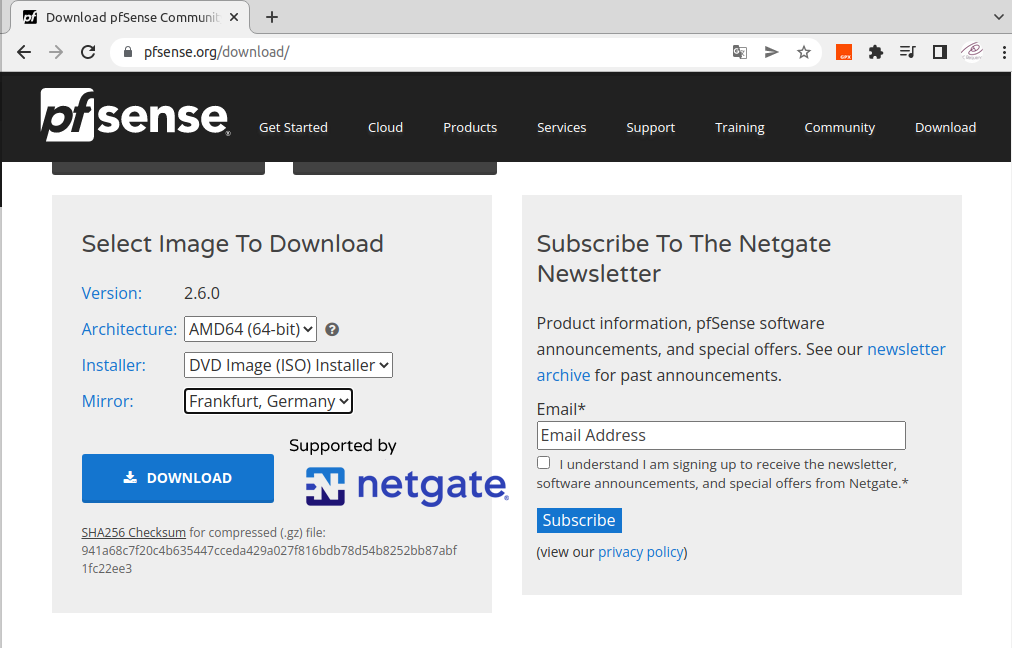 Download pfSense Communi
pfsense.org/download/
pfsense
Get Started
Cloud
Products
Services
Support
Training
Community
Download
Select Image To Download
Version: 2.6.0
Architecture: AMD64 (64-bit)
Installer: DVD Image (ISO) Installer
Mirror: Frankfurt, Germany
Supported by
netgate
DOWNLOAD
SHA256 Checksum for compressed (.gz) file:
941a68c7f20c4b635447cceda429a027f816bdb78d54b8252bb87abf
1fc22ee3
Subscribe To The Netgate
Newsletter
Product information, pfSense software
announcements, and special offers. See our newsletter
archive for past announcements.
Email*
Email Address
I understand I am signing up to receive the newsletter,
software announcements, and special offers from Netgate.*
Subscribe
(view our privacy policy)